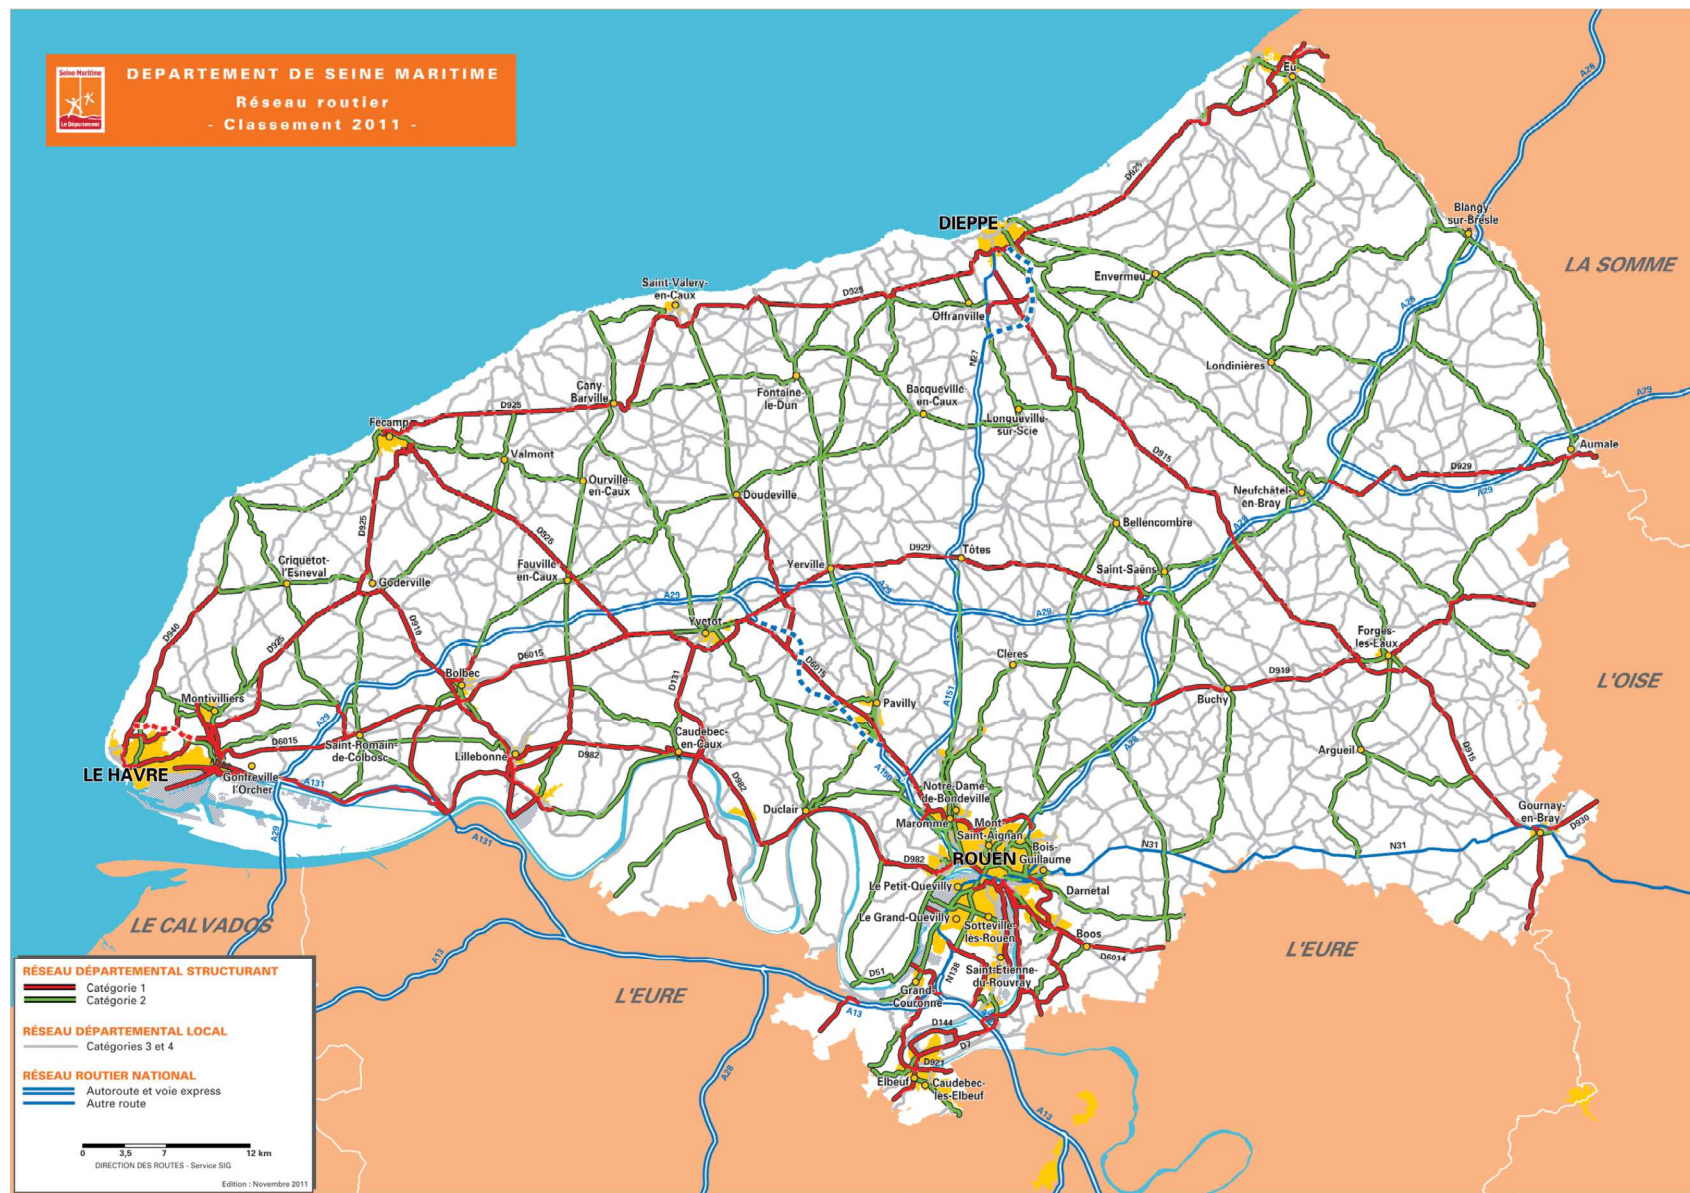 Seine-Maritime
Le Département
DEPARTEMENT DE SEINE MARITIME
Réseau routier
- Classement 2011 -
Eu
A28
D925
Blangy-
sur-Bresle
DIEPPE
LA SOMME
Envermeu
Saint-Valery-
en-Caux
D925
A28
Offranville
N27
Londinières
Cany-
Barville
Fontaine-
le-Dun
Bacqueville-
en-Caux
Longueville-
sur-Scie
A29
D925
Fécamp
Valmont
D915
Aumale
D929
Ourville-
en-Caux
Doudeville
Neufchâtel-
en-Bray
A29
D925
D926
Bellencombre
A29
Criquetot-
l'Esneval
Goderville
Fauville-
en-Caux
Yerville
D929
Tôtes
Saint-Saëns
A29
A29
A29
D940
D925
D910
Yvetot
Forges-
les-Eaux
Bolbec
D6015
D131
D6015
Clères
D919
L'OISE
Montivilliers
A29
A151
Pavilly
Buchy
D6015
Saint-Romain-
de-Colbosc
Lillebonne
D982
Caudebec-
en-Caux
A28
Argueil
D915
LE HAVRE
Gonfreville
l'Orcher
A131
D982
A150
Notre-Dame-
de-Bondeville
Duclair
Maromme
Mont-
Saint-Aignan
Gournay-
en-Bray
D930
A29
A131
D982
ROUEN
Bois-
Guillaume
N31
N31
Le Petit-Quevilly
Darnétal
Le Grand-Quevilly
Sotteville-
lès-Rouen
Boos
D6014
LE CALVADOS
L'EURE
A13
D51
N138
Saint-Étienne-
du-Rouvray
Grand-
Couronne
L'EURE
A13
D144
D7
D921
Elbeuf
Caudebec-
lès-Elbeuf
A28
A13
RÉSEAU DÉPARTEMENTAL STRUCTURANT
Catégorie 1
Catégorie 2
RÉSEAU DÉPARTEMENTAL LOCAL
Catégories 3 et 4
RÉSEAU ROUTIER NATIONAL
Autoroute et voie express
Autre route
0 3,5 7 12 km
DIRECTION DES ROUTES - Service SIG
Edition : Novembre 2011